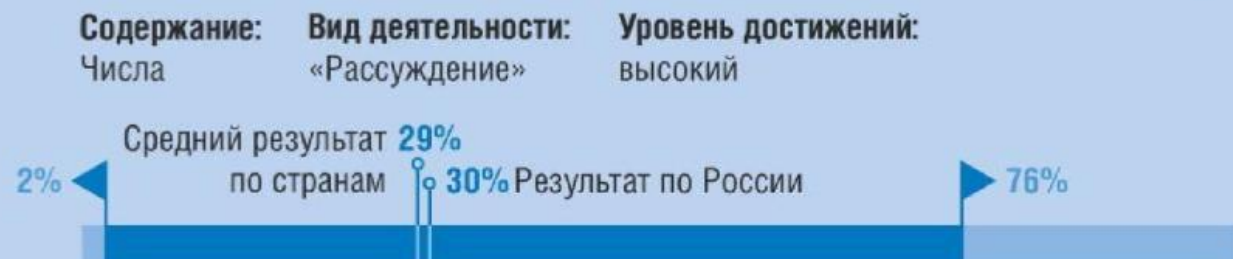 Содержание: Вид деятельности: Уровень достижений:
Числа «Рассуждение» высокий
Средний результат 29%
2% по странам 30% Результат по России 76%